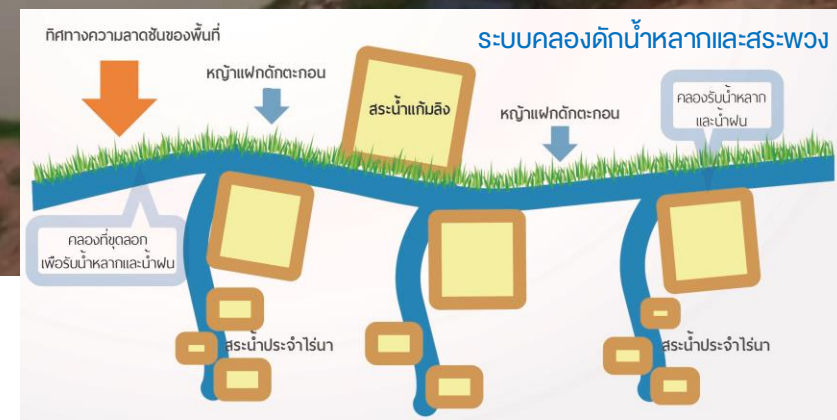 ระบบคลองดักน้ำหลากและสระพวง
ทิศทางความลาดชันของพื้นที่
หญ้าแฝกดักตะกอน
สระน้ำแก้มลิง
หญ้าแฝกดักตะกอน
คลองรับน้ำหลาก
และน้ำฝน
คลองที่ขุดลอก
เพื่อรับน้ำหลากและน้ำฝน
สระน้ำประจำไร่นา
สระน้ำประจำไร่นา